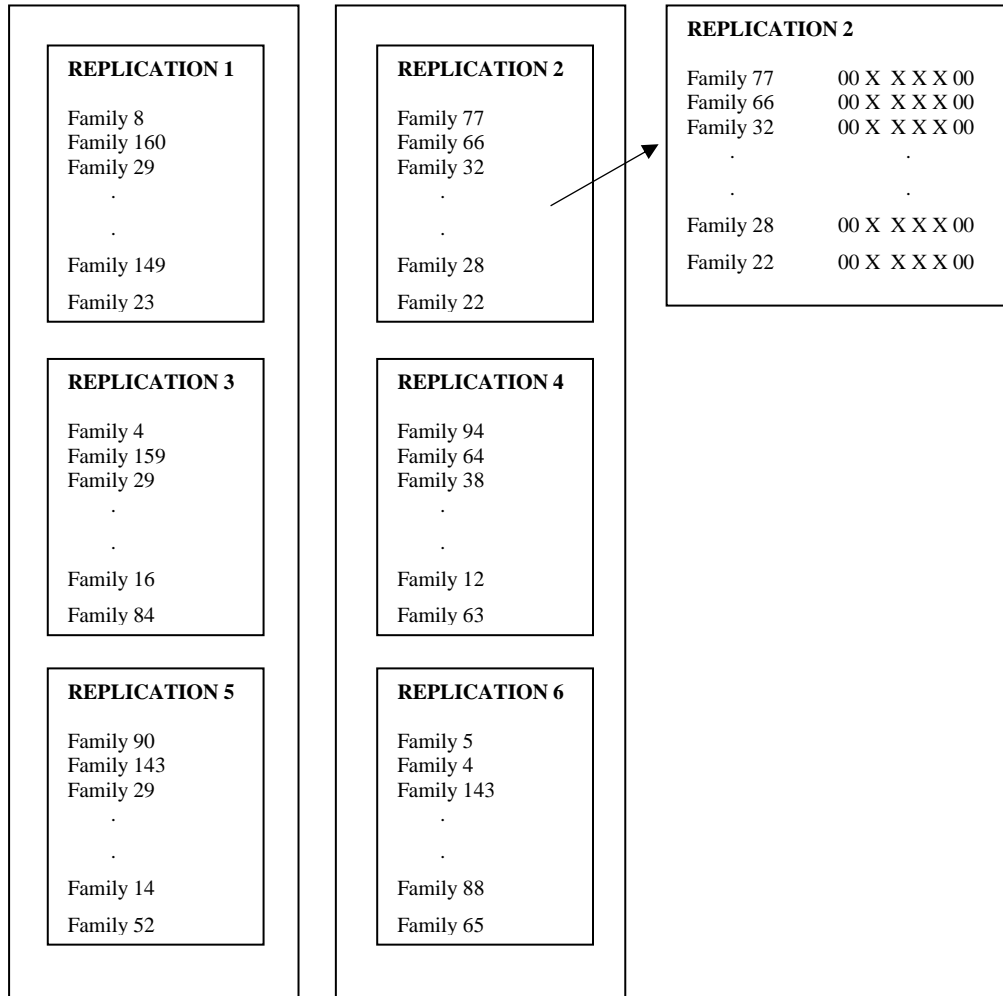 REPLICATION 1
Family 8
Family 160
Family 29
.
.
Family 149
Family 23
REPLICATION 2
Family 77
Family 66
Family 32
.
.
Family 28
Family 22
REPLICATION 2
Family 77 00 X X X X 00
Family 66 00 X X X X 00
Family 32 00 X X X X 00
. .
. .
Family 28 00 X X X X 00
Family 22 00 X X X X 00
REPLICATION 3
Family 4
Family 159
Family 29
.
.
Family 16
Family 84
REPLICATION 4
Family 94
Family 64
Family 38
.
.
Family 12
Family 63
REPLICATION 5
Family 90
Family 143
Family 29
.
.
Family 14
Family 52
REPLICATION 6
Family 5
Family 4
Family 143
.
.
Family 88
Family 65